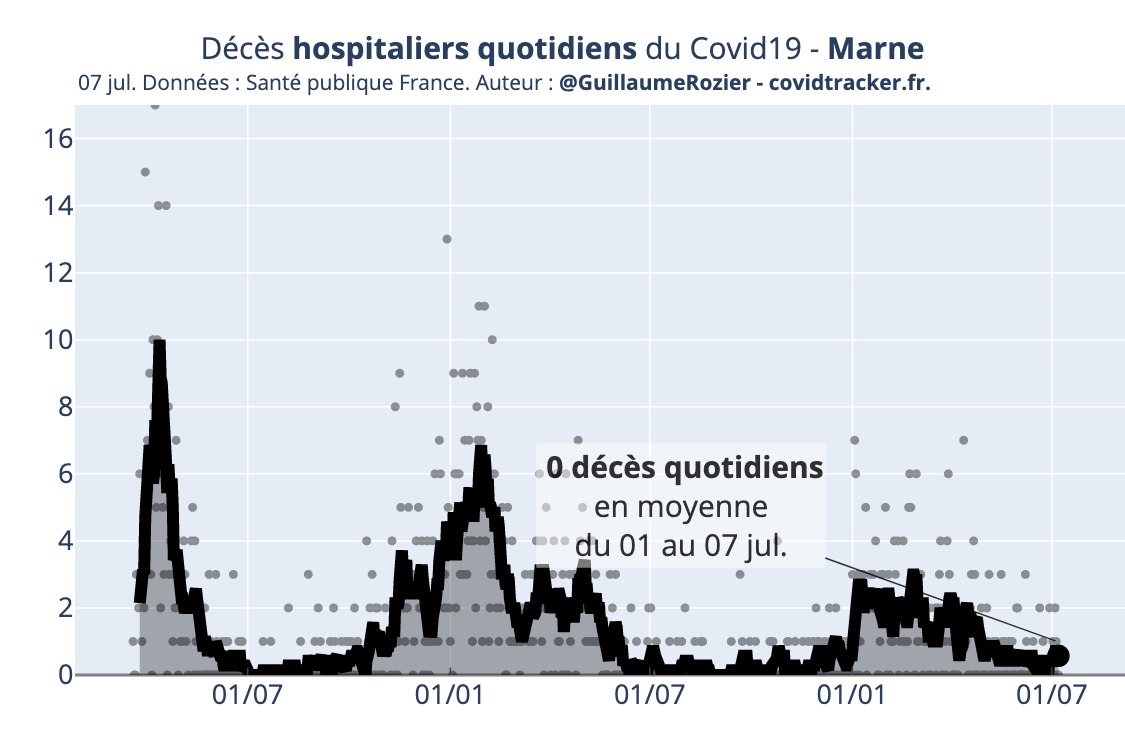 Décès hospitaliers quotidiens du Covid19 - Marne
07 jul. Données : Santé publique France. Auteur : @GuillaumeRozier - covidtracker.fr.
16
14
12
10
8
6
4
2
0
0 décès quotidiens
en moyenne
du 01 au 07 jul.
01/07
01/01
01/07
01/01
01/07